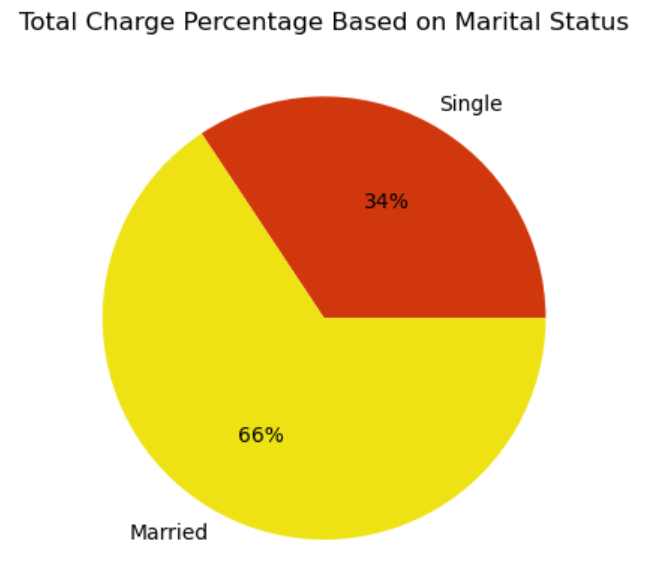 Total Charge Percentage Based on Marital Status
Single
34%
66%
Married